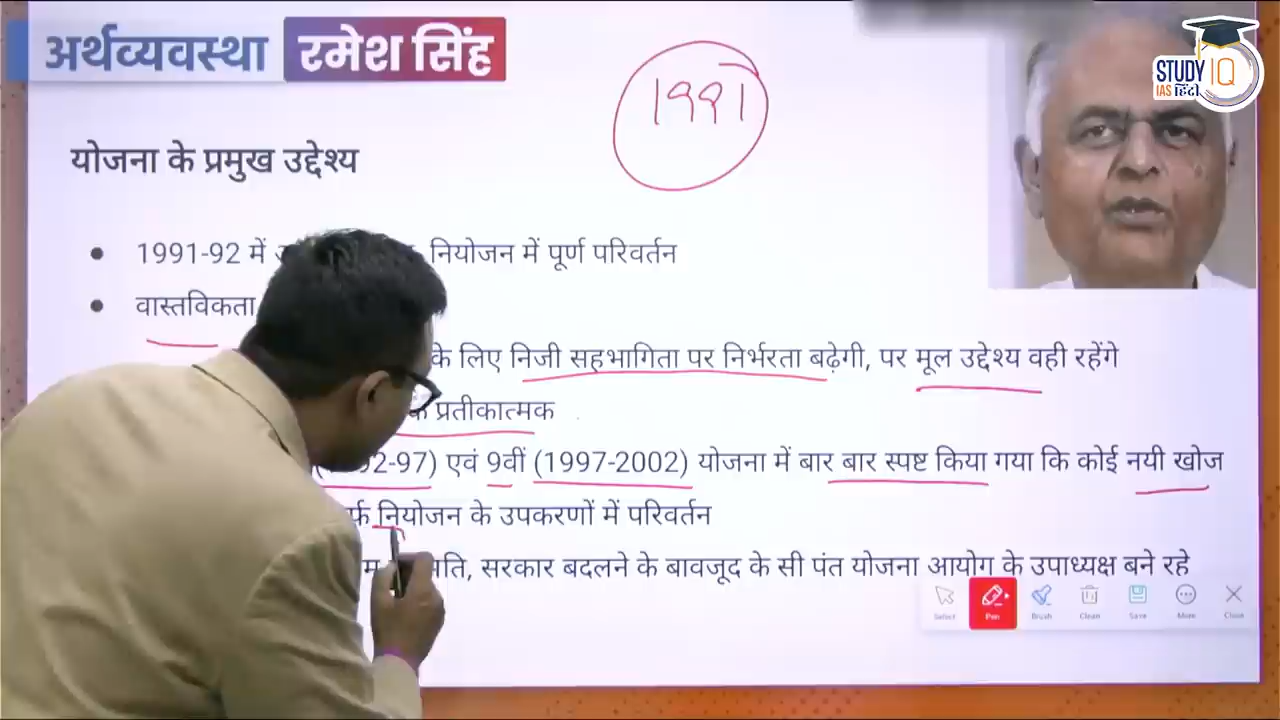 अर्थव्यवस्था रमेश सिंह
1991
STUDY IQ
IAS हिंदी
योजना के प्रमुख उद्देश्य
1991-92 में नियोजन में पूर्ण परिवर्तन
वास्तविकता
के लिए निजी सहभागिता पर निर्भरता बढ़ेगी, पर मूल उद्देश्य वही रहेंगे
प्रतीकात्मक
92-97) एवं 9वीं (1997-2002) योजना में बार बार स्पष्ट किया गया कि कोई नयी खोज
नियोजन के उपकरणों में परिवर्तन
सरकार बदलने के बावजूद के सी पंत योजना आयोग के उपाध्यक्ष बने रहे
Select Pen Brush Clean Save More Close